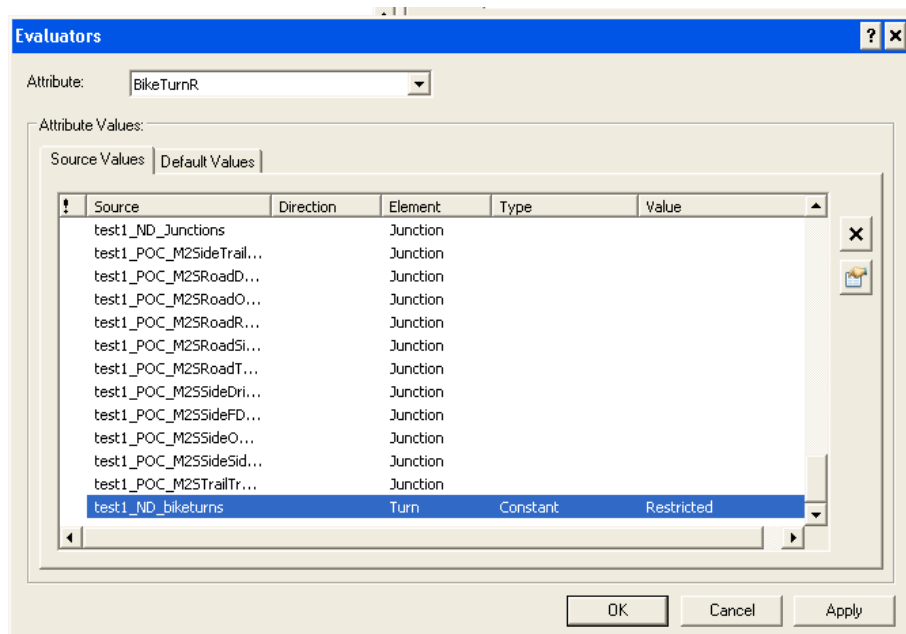 Evaluators
Attribute: BikeTurnR
Attribute Values:
Source Values Default Values
! Source Direction Element Type Value
test1_ND_Junctions Junction
test1_POC_M2SideTrail... Junction
test1_POC_M2SRoadD... Junction
test1_POC_M2SRoadO... Junction
test1_POC_M2SRoadR... Junction
test1_POC_M2SRoadSi... Junction
test1_POC_M2SRoadT... Junction
test1_POC_M2SSideDri... Junction
test1_POC_M2SSideFD... Junction
test1_POC_M2SSideO... Junction
test1_POC_M2SSideSid... Junction
test1_POC_M2STrailTr... Junction
test1_ND_biketurns Turn Constant Restricted
OK Cancel Apply